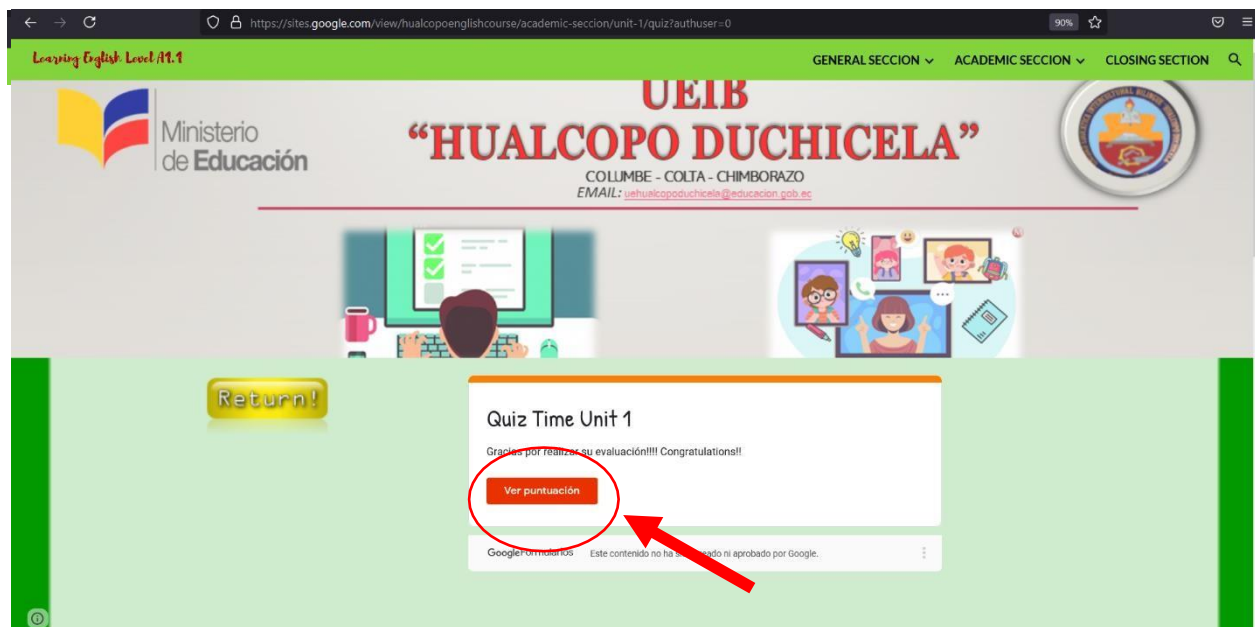 https://sites.google.com/view/hualcopoenglishcourse/academic-seccion/unit-1/quiz?authuser=0
90%
Learning English Level A1.1
GENERAL SECCION
ACADEMIC SECCION
CLOSING SECTION
UEIB
Ministerio
de Educación
“HUALCOPO DUCHICELA”
COLUMBE - COLTA - CHIMBORAZO
EMAIL: uehualcopoduchicela@educacion.gob.ec
Return!
Quiz Time Unit 1
Gracias por realizar su evaluación!!!! Congratulations!!
Ver puntuación
Google Formularios
Este contenido no ha sido creado ni aprobado por Google.